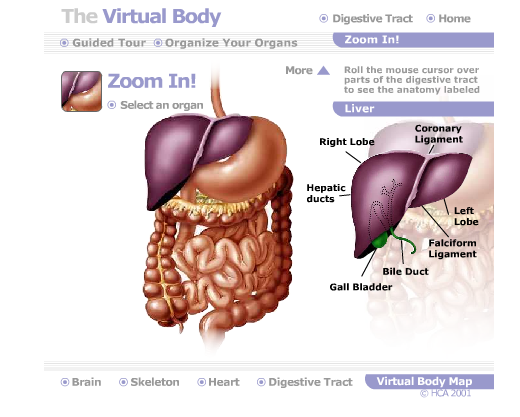 The Virtual Body
Digestive Tract Home
Guided Tour Organize Your Organs
Zoom In!
More
Roll the mouse cursor over
parts of the digestive tract
to see the anatomy labeled
Zoom In!
Select an organ
Liver
Coronary
Ligament
Right Lobe
Hepatic
ducts
Left
Lobe
Falciform
Ligament
Bile Duct
Gall Bladder
Brain Skeleton Heart Digestive Tract Virtual Body Map
© HCA 2001